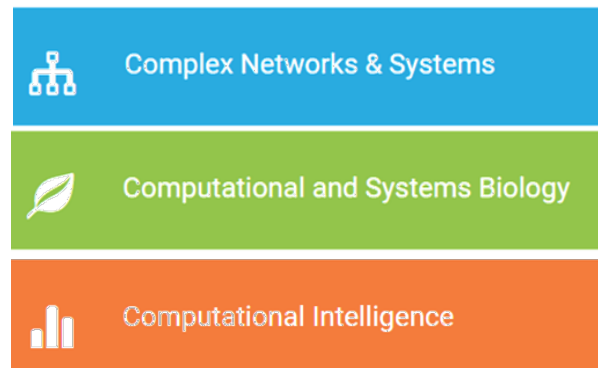 Complex Networks & Systems
Computational and Systems Biology
Computational Intelligence